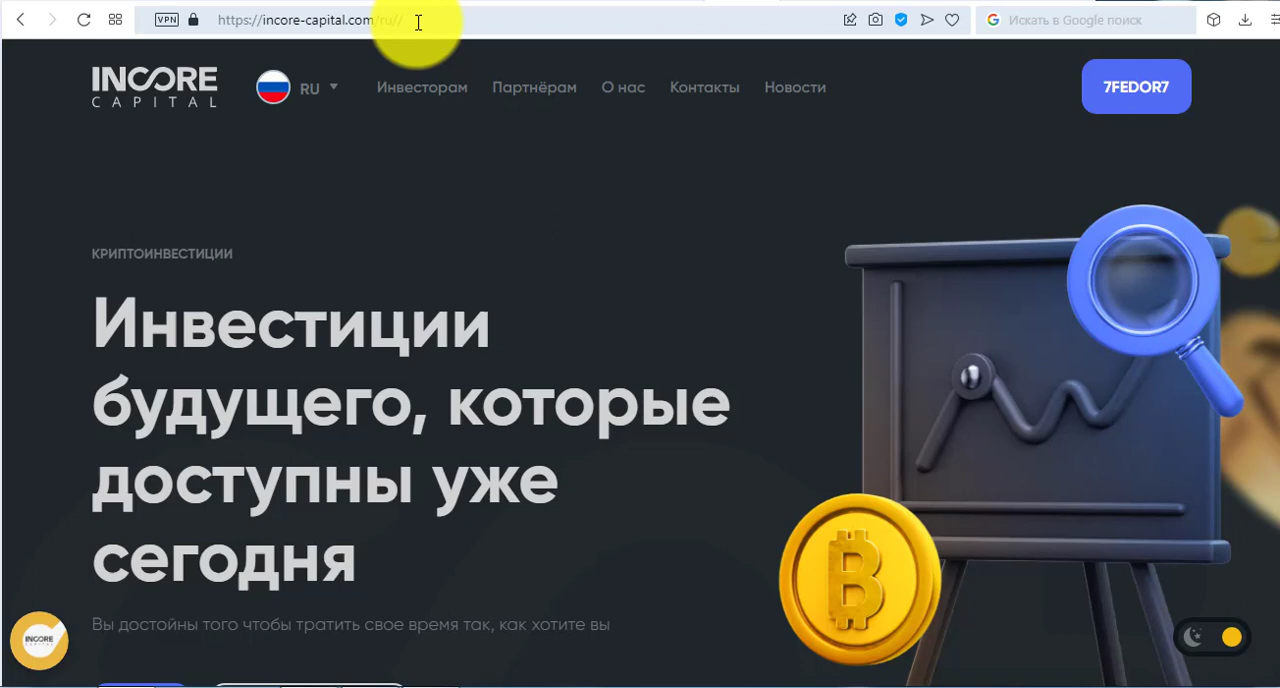 VPN
https://incore-capital.com/ru//
Искать в Google поиск
INCORE
CAPITAL
RU
Инвесторам
Партнёрам
О нас
Контакты
Новости
7FEDOR7
КРИПТОИНВЕСТИЦИИ
Инвестиции
будущего, которые
доступны уже
сегодня
Вы достойны того чтобы тратить свое время так, как хотите вы
INCORE
CAPITAL